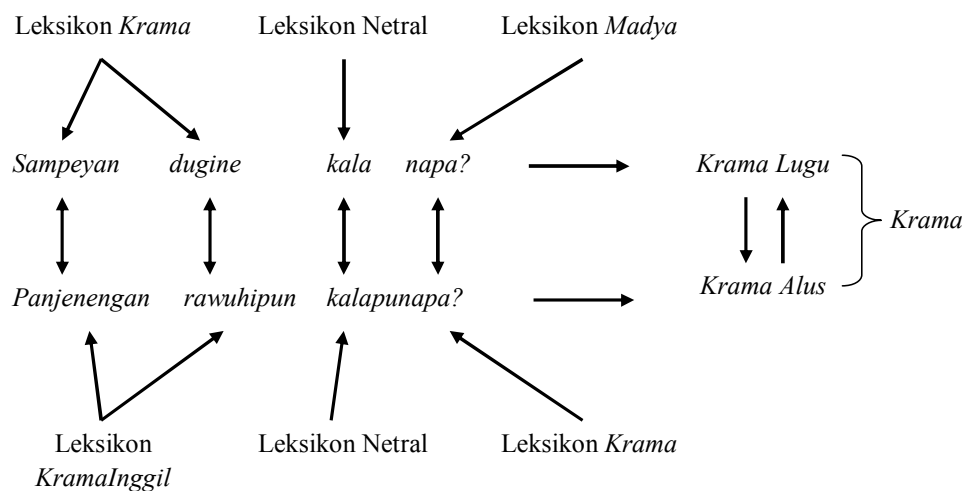 Leksikon Krama Leksikon Netral Leksikon Madya
Sampeyan dugine kala napa? Krama Lugu
Krama
Panjenengan rawuhipun kalapunapa? Krama Alus
Leksikon Leksikon Netral Leksikon Krama
KramaInggil